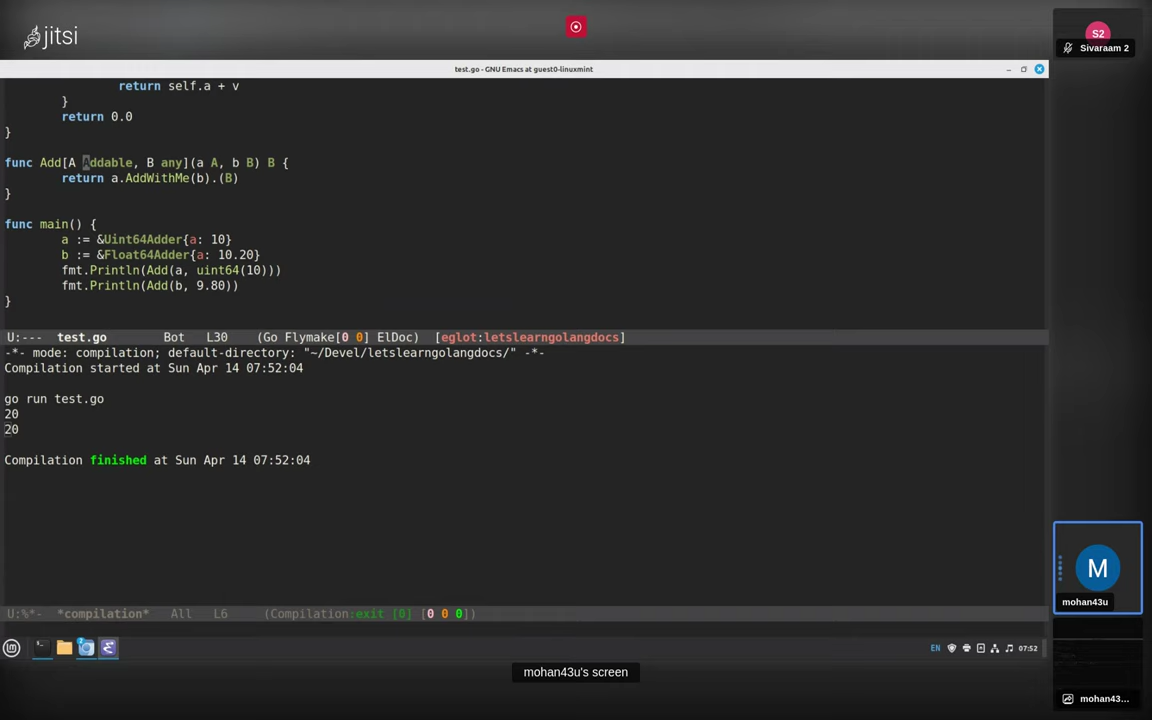 jitsi
S2
Sivaraam 2
test.go - GNU Emacs at guest0-linuxmint
return self.a + v
}
return 0.0
}
func Add[A Addable, B any](a A, b B) B {
return a.AddWithMe(b).(B)
}
func main() {
a := &Uint64Adder{a: 10}
b := &Float64Adder{a: 10.20}
fmt.Println(Add(a, uint64(10)))
fmt.Println(Add(b, 9.80))
}
U:--- test.go Bot L30 (Go Flymake[0 0] ElDoc) [eglot:letslearngolangdocs]
-*- mode: compilation; default-directory: "~/Devel/letslearngolangdocs/" -*-
Compilation started at Sun Apr 14 07:52:04
go run test.go
20
20
Compilation finished at Sun Apr 14 07:52:04
M
mohan43u
U:%*- *compilation* All L6 (Compilation:exit [0] [0 0 0])
EN 07:52
mohan43u's screen
mohan43...